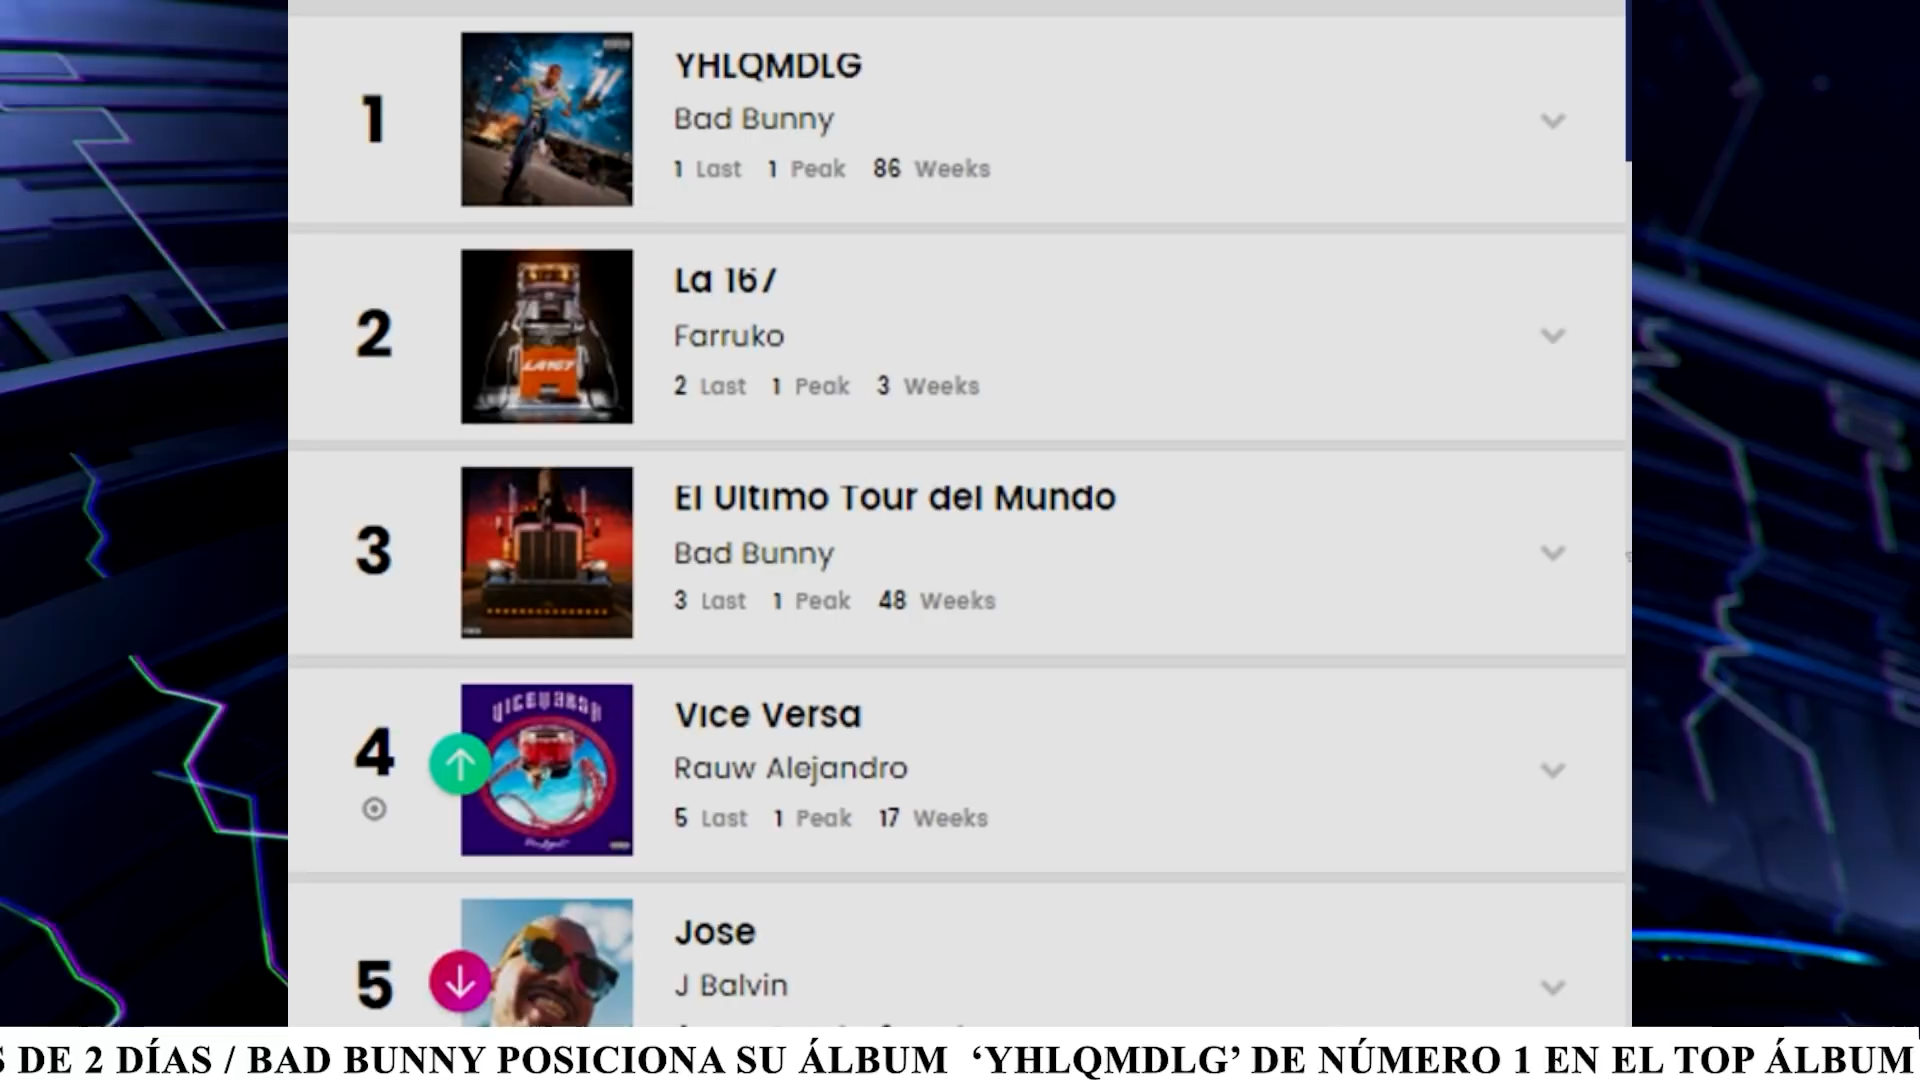 1
YHLQMDLG
Bad Bunny
1 Last 1 Peak 86 Weeks
2
LA167
La 167
Farruko
2 Last 1 Peak 3 Weeks
3
El Ultimo Tour del Mundo
Bad Bunny
3 Last 1 Peak 48 Weeks
4
VICEVERSA
Vice Versa
Rauw Alejandro
5 Last 1 Peak 17 Weeks
5
Jose
J Balvin
S DE 2 DÍAS / BAD BUNNY POSICIONA SU ÁLBUM ‘YHLQMDLG’ DE NÚMERO 1 EN EL TOP ÁLBUM